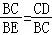 BC/BE = CD/BC